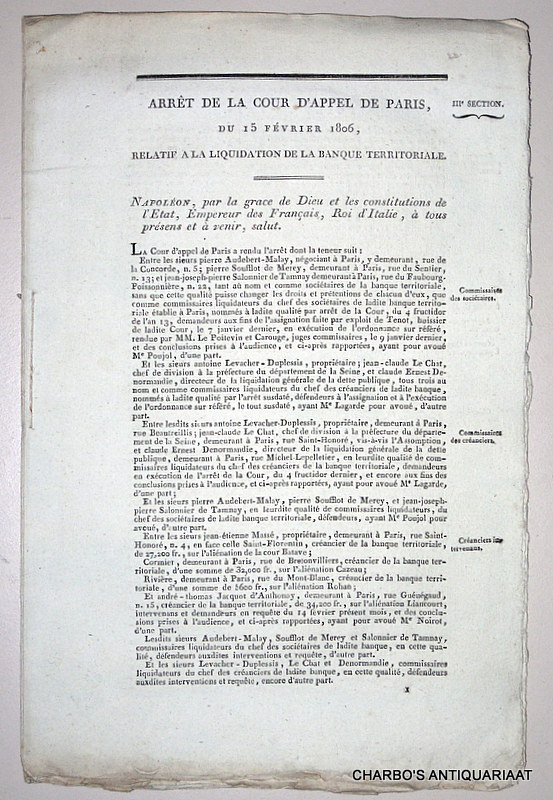 ARRÊT DE LA COUR D'APPEL DE PARIS,
IIIᵉ SECTION.
DU 15 FÉVRIER 1806,
RELATIF A LA LIQUIDATION DE LA BANQUE TERRITORIALE.
NAPOLÉON, par la grace de Dieu et les constitutions de
l'Etat, Empereur des Français, Roi d'Italie, à tous
présens et à venir, salut.
LA Cour d'appel de Paris a rendu l'arrêt dont la teneur suit :
Entre les sieurs pierre Audebert-Malay, négociant à Paris, y demeurant, rue de
la Concorde, n. 5; pierre Soufflot de Merey, demeurant à Paris, rue du Sentier,
n. 13; et jean-joseph-pierre Salonnier de Tamnay demeurant à Paris, rue du Faubourg-
Poissonnière, n. 22, tant au nom et comme sociétaires de la banque territoriale,
sans que cette qualité puisse changer les droits et prétentions de chacun d'eux, que
Commissaires
comme commissaires liquidateurs du chef des sociétaires de ladite banque territo-
des sociétaires.
riale établie à Paris, nommés à ladite qualité par arrêt de la Cour, du 4 fructidor
de l'an 13, demandeurs aux fins de l'assignation faite par exploit de Tenot, huissier
de ladite Cour, le 7 janvier dernier, en exécution de l'ordonnance sur référé,
rendue par MM. Le Poitevin et Carouge, juges commissaires, le 9 janvier dernier,
et des conclusions prises à l'audience, et ci-après rapportées, ayant pour avoué
Mᵉ Poujol, d'une part.
Et les sieurs antoine Levacher-Duplessis, propriétaire; jean-claude Le Chat,
chef de division à la préfecture du département de la Seine, et claude Ernest De-
normandie, directeur de la liquidation générale de la dette publique, tous trois au
nom et comme commissaires liquidateurs du chef des créanciers de ladite banque,
nommés à ladite qualité par l'arrêt susdaté, défendeurs à l'assignation et à l'exécution
de l'ordonnance sur référé, le tout susdaté, ayant Mᵉ Lagarde pour avoué, d'autre
part.
Entre lesdits sieurs antoine Levacher-Duplessis, propriétaire, demeurant à Paris,
rue Beautreillis; jean-claude Le Chat, chef de division à la préfecture du départe-
Commissaires
ment de la Seine, demeurant à Paris, rue Saint-Honoré, vis-à-vis l'Assomption,
des créanciers.
et claude Ernest Denormandie, directeur de la liquidation générale de la dette
publique, demeurant à Paris, rue Michel-Lepelletier, en leurdite qualité de com-
missaires liquidateurs du chef des créanciers de la banque territoriale, demandeurs
en exécution de l'arrêt de la Cour, du 4 fructidor dernier, et encore aux fins des
conclusions prises à l'audience, et ci-après rapportées, ayant pour avoué Mᵉ Lagarde,
d'une part;
Et les sieurs pierre Audebert-Malay, pierre Soufflot de Mercy, et jean-joseph-
pierre Salonnier de Tamnay, en leurdite qualité de commissaires liquidateurs, du
chef des sociétaires de ladite banque territoriale, défendeurs, ayant Mᵉ Poujol pour
avoué, d'autre part.
Entre les sieurs jean-étienne Massé, propriétaire, demeurant à Paris, rue Saint-
Créanciers in-
Honoré, n. 4, en face celle Saint-Florentin, créancier de la banque territoriale,
tervenans.
de 27,200 fr., sur l'aliénation de la cour Batave;
Cormier, demeurant à Paris, rue de Bretonvilliers, créancier de la banque ter-
ritoriale, d'une somme de 32,000 fr., sur l'aliénation Cazeau;
Rivière, demeurant à Paris, rue du Mont-Blanc, créancier de la banque terri-
toriale, d'une somme de 1600 fr., sur l'aliénation Rohan;
Et andré-thomas Jacquot d'Anthonay, demeurant à Paris, rue Guénégaud,
n. 15, créancier de la banque territoriale, de 34,200 fr., sur l'aliénation Liancourt,
intervenans et demandeurs en requête du 14 février présent mois, et des conclu-
sions prises à l'audience, et ci-après rapportées, ayant pour avoué Mᵉ Noirot,
d'une part.
Lesdits sieurs Audebert-Malay, Soufflot de Merey et Salonnier de Tamnay,
commissaires liquidateurs du chef des sociétaires de ladite banque, en cette qua-
lité, défendeurs auxdites interventions et requête, d'autre part.
Et les sieurs Levacher-Duplessis, Le Chat et Denormandie, commissaires
liquidateurs du chef des créanciers de ladite banque, en cette qualité, défendeurs
auxdites interventions et requête, encore d'autre part.
1
CHARBO'S ANTIQUARIAAT